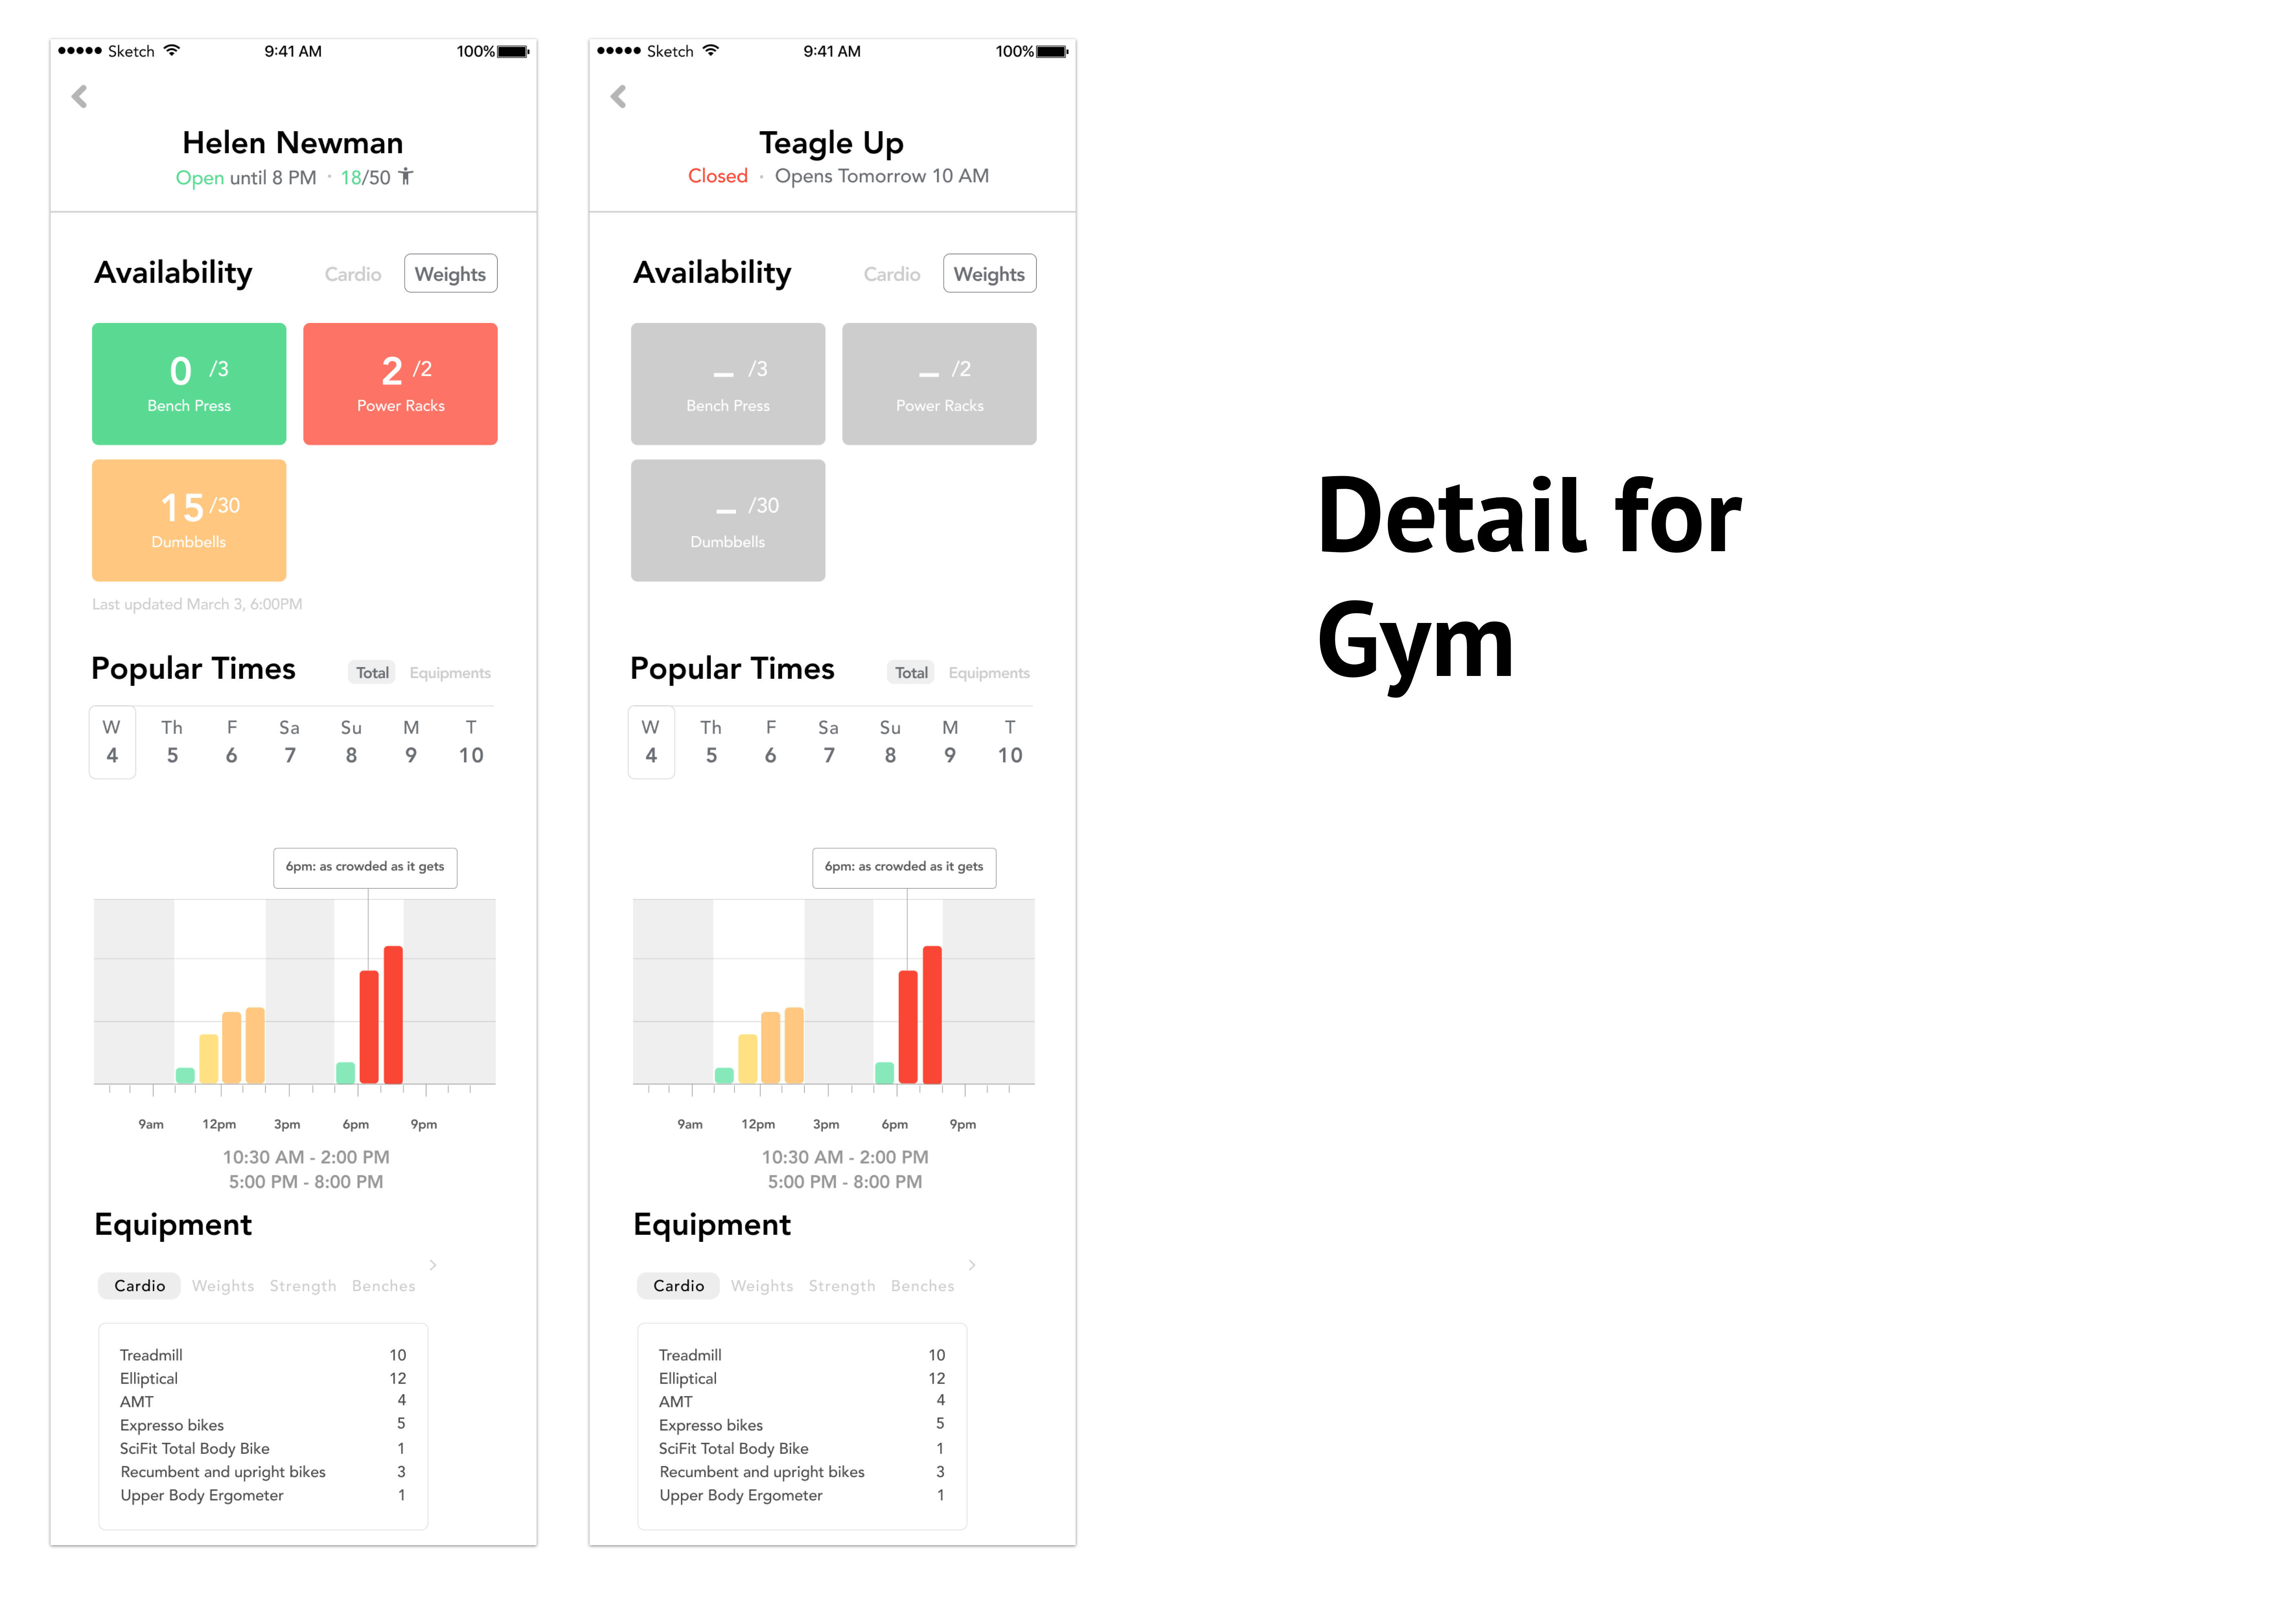 Sketch 9:41 AM 100%
Helen Newman
Open until 8 PM · 18/50
Availability Cardio Weights
0 /3 2 /2
Bench Press Power Racks
15 /30
Dumbbells
Last updated March 3, 6:00PM
Popular Times Total Equipments
W Th F Sa Su M T
4 5 6 7 8 9 10
6pm: as crowded as it gets
9am 12pm 3pm 6pm 9pm
10:30 AM - 2:00 PM
5:00 PM - 8:00 PM
Equipment
Cardio Weights Strength Benches
Treadmill 10
Elliptical 12
AMT 4
Expresso bikes 5
SciFit Total Body Bike 1
Recumbent and upright bikes 3
Upper Body Ergometer 1
Sketch 9:41 AM 100%
Teagle Up
Closed · Opens Tomorrow 10 AM
Availability Cardio Weights
– /3 – /2
Bench Press Power Racks
– /30
Dumbbells
Popular Times Total Equipments
W Th F Sa Su M T
4 5 6 7 8 9 10
6pm: as crowded as it gets
9am 12pm 3pm 6pm 9pm
10:30 AM - 2:00 PM
5:00 PM - 8:00 PM
Equipment
Cardio Weights Strength Benches
Treadmill 10
Elliptical 12
AMT 4
Expresso bikes 5
SciFit Total Body Bike 1
Recumbent and upright bikes 3
Upper Body Ergometer 1
Detail for
Gym